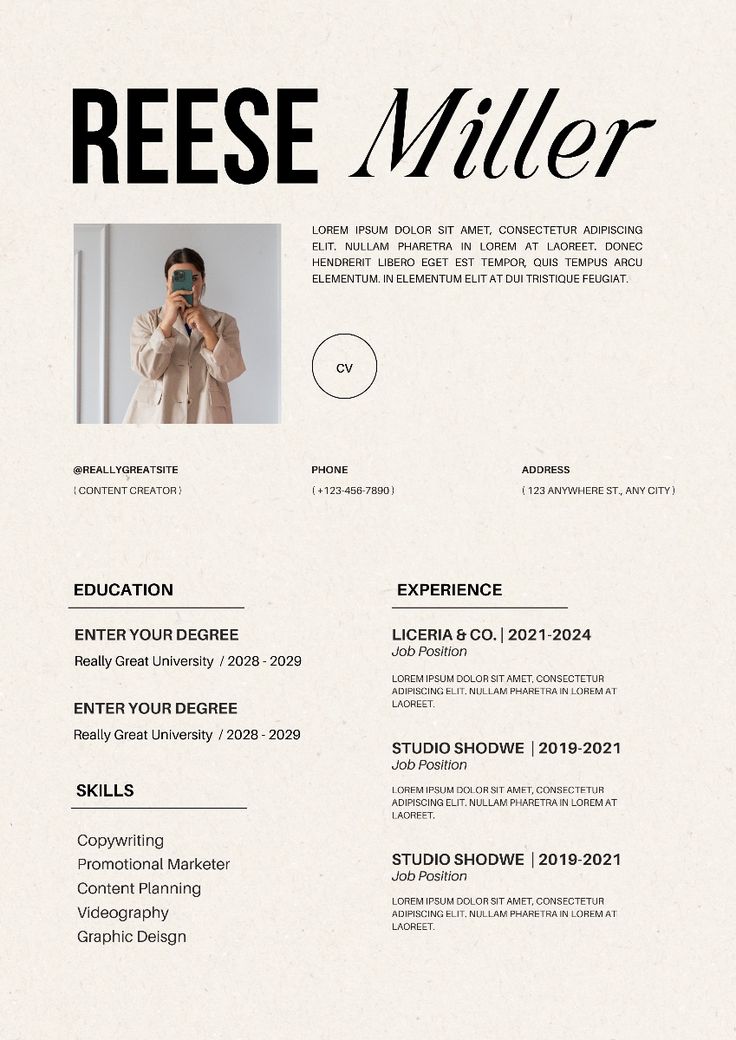 REESE Miller
LOREM IPSUM DOLOR SIT AMET, CONSECTETUR ADIPISCING
ELIT. NULLAM PHARETRA IN LOREM AT LAOREET. DONEC
HENDRERIT LIBERO EGET EST TEMPOR, QUIS TEMPUS ARCU
ELEMENTUM. IN ELEMENTUM ELIT AT DUI TRISTIQUE FEUGIAT.
CV
@REALLYGREATSITE
( CONTENT CREATOR )
PHONE
( +123-456-7890 )
ADDRESS
( 123 ANYWHERE ST., ANY CITY )
EDUCATION
ENTER YOUR DEGREE
Really Great University / 2028 - 2029
ENTER YOUR DEGREE
Really Great University / 2028 - 2029
SKILLS
Copywriting
Promotional Marketer
Content Planning
Videography
Graphic Deisgn
EXPERIENCE
LICERIA & CO. | 2021-2024
Job Position
LOREM IPSUM DOLOR SIT AMET, CONSECTETUR
ADIPISCING ELIT. NULLAM PHARETRA IN LOREM AT
LAOREET.
STUDIO SHODWE | 2019-2021
Job Position
LOREM IPSUM DOLOR SIT AMET, CONSECTETUR
ADIPISCING ELIT. NULLAM PHARETRA IN LOREM AT
LAOREET.
STUDIO SHODWE | 2019-2021
Job Position
LOREM IPSUM DOLOR SIT AMET, CONSECTETUR
ADIPISCING ELIT. NULLAM PHARETRA IN LOREM AT
LAOREET.